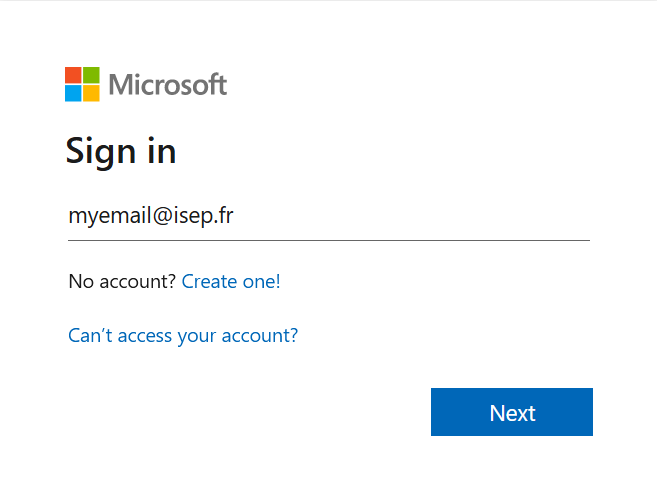 Microsoft
Sign in
myemail@isep.fr
No account? Create one!
Can’t access your account?
Next